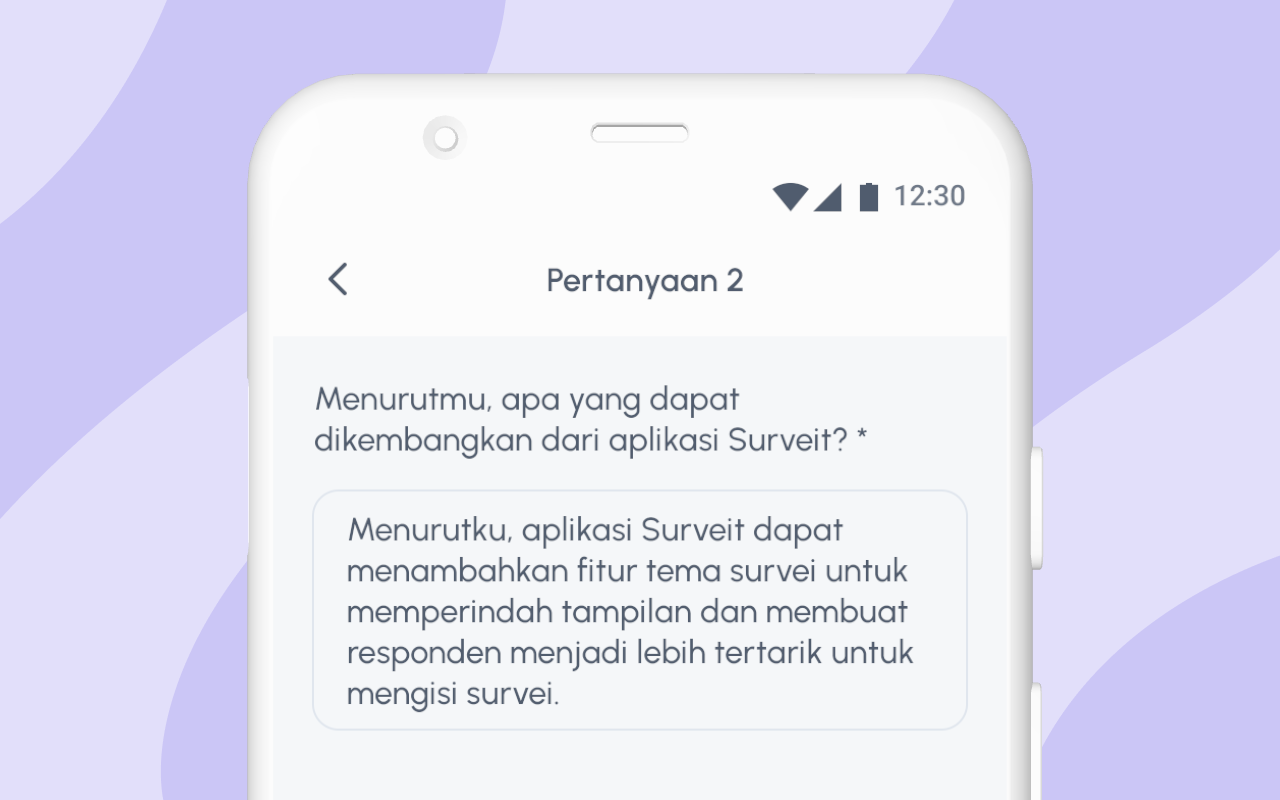 12:30
Pertanyaan 2
Menurutmu, apa yang dapat
dikembangkan dari aplikasi Surveit? *
Menurutku, aplikasi Surveit dapat
menambahkan fitur tema survei untuk
memperindah tampilan dan membuat
responden menjadi lebih tertarik untuk
mengisi survei.